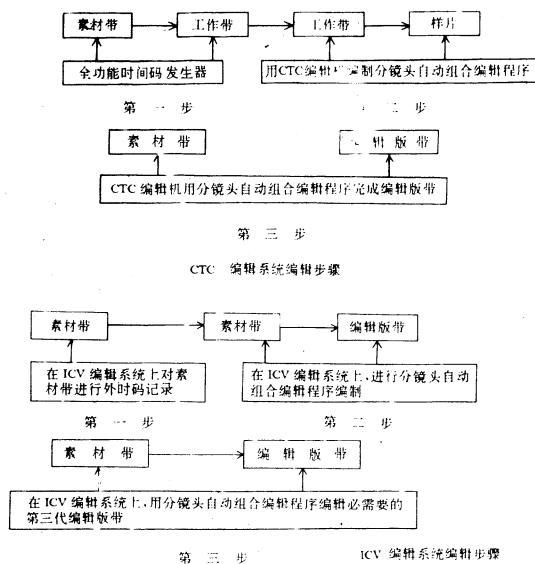 素材带 工作带 工作带 样片
全功能时间码发生器 用CTC编辑 编制分镜头自动组合编辑程序
第一步 二步
素材带 辑版带
CTC 编辑机用分镜头自动组合编辑程序完成编辑版带
第三步
CTC 编辑系统编辑步骤
素材带 素材带 编辑版带
在 ICV 编辑系统上对素
材带进行外时码记录
在 ICV 编辑系统上,进行分镜头自动
组合编辑程序编制
第一步 第二步
素材带 编辑版带
在 ICV 编辑系统上,用分镜头自动组合编辑程序编辑必需要的
第三代编辑版带
第三步 ICV 编辑系统编辑步骤